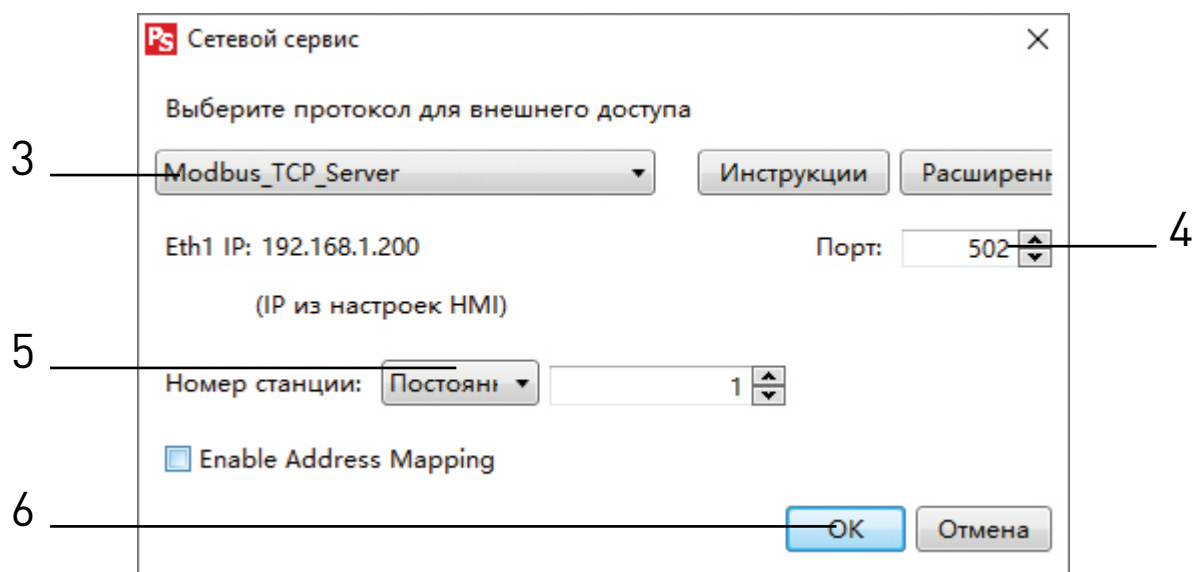 PS Сетевой сервис
Выберите протокол для внешнего доступа
3 Modbus_TCP_Server Инструкции Расширенн
Eth1 IP: 192.168.1.200 Порт: 502 4
(IP из настроек HMI)
5
Номер станции: Постоянн 1
Enable Address Mapping
6 OK Отмена